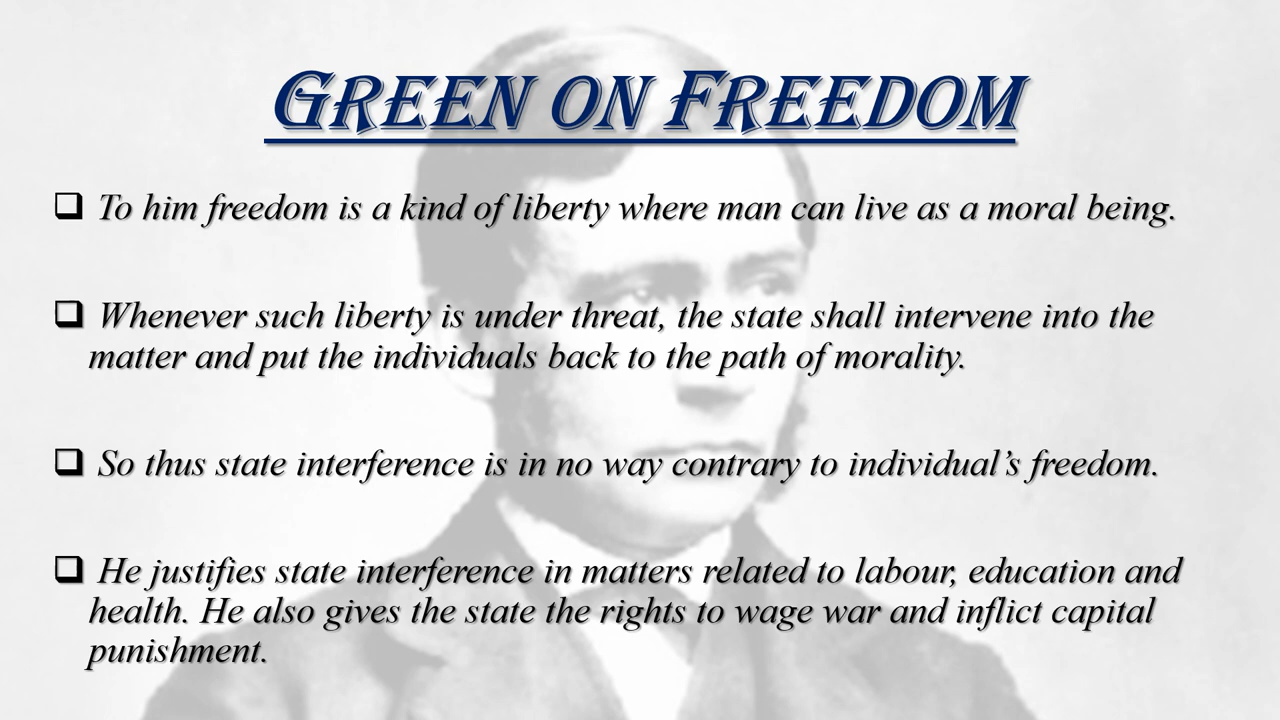 Green on Freedom
❑ To him freedom is a kind of liberty where man can live as a moral being.
❑ Whenever such liberty is under threat, the state shall intervene into the
matter and put the individuals back to the path of morality.
❑ So thus state interference is in no way contrary to individual’s freedom.
❑ He justifies state interference in matters related to labour, education and
health. He also gives the state the rights to wage war and inflict capital
punishment.